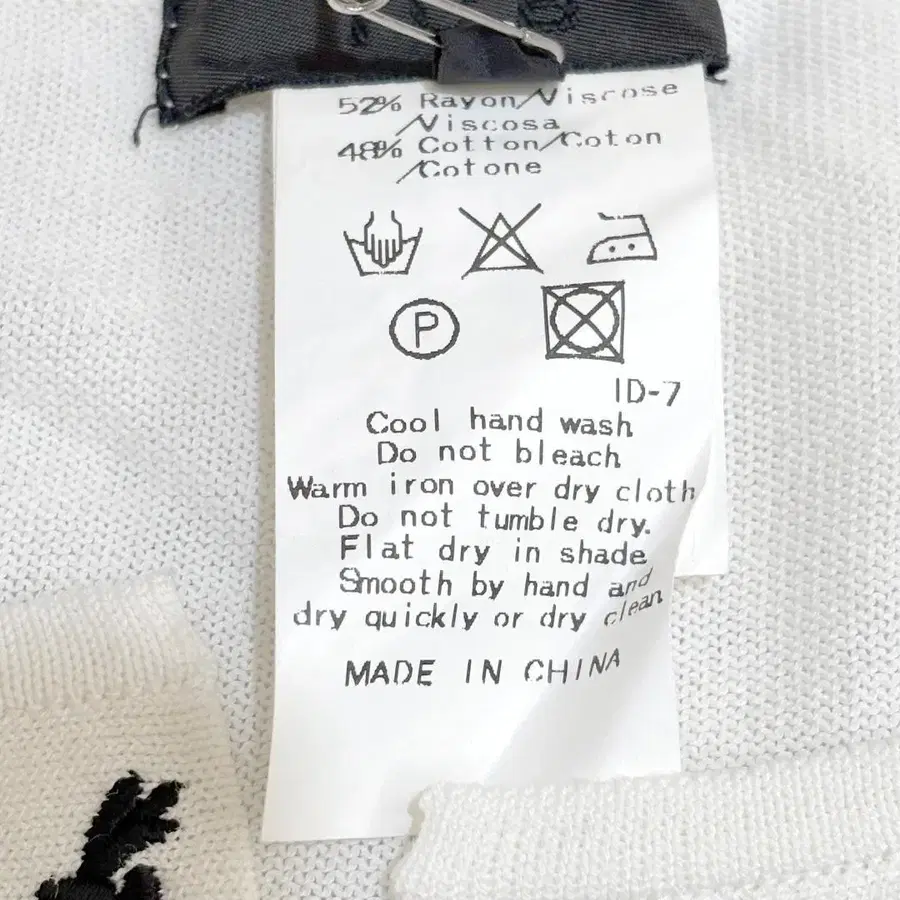 52% Rayon/Viscose
/Viscosa
48% Cotton/Coton
/Cotone
P
ID-7
Cool hand wash
Do not bleach
Warm iron over dry cloth
Do not tumble dry.
Flat dry in shade
Smooth by hand and
dry quickly or dry clean
MADE IN CHINA